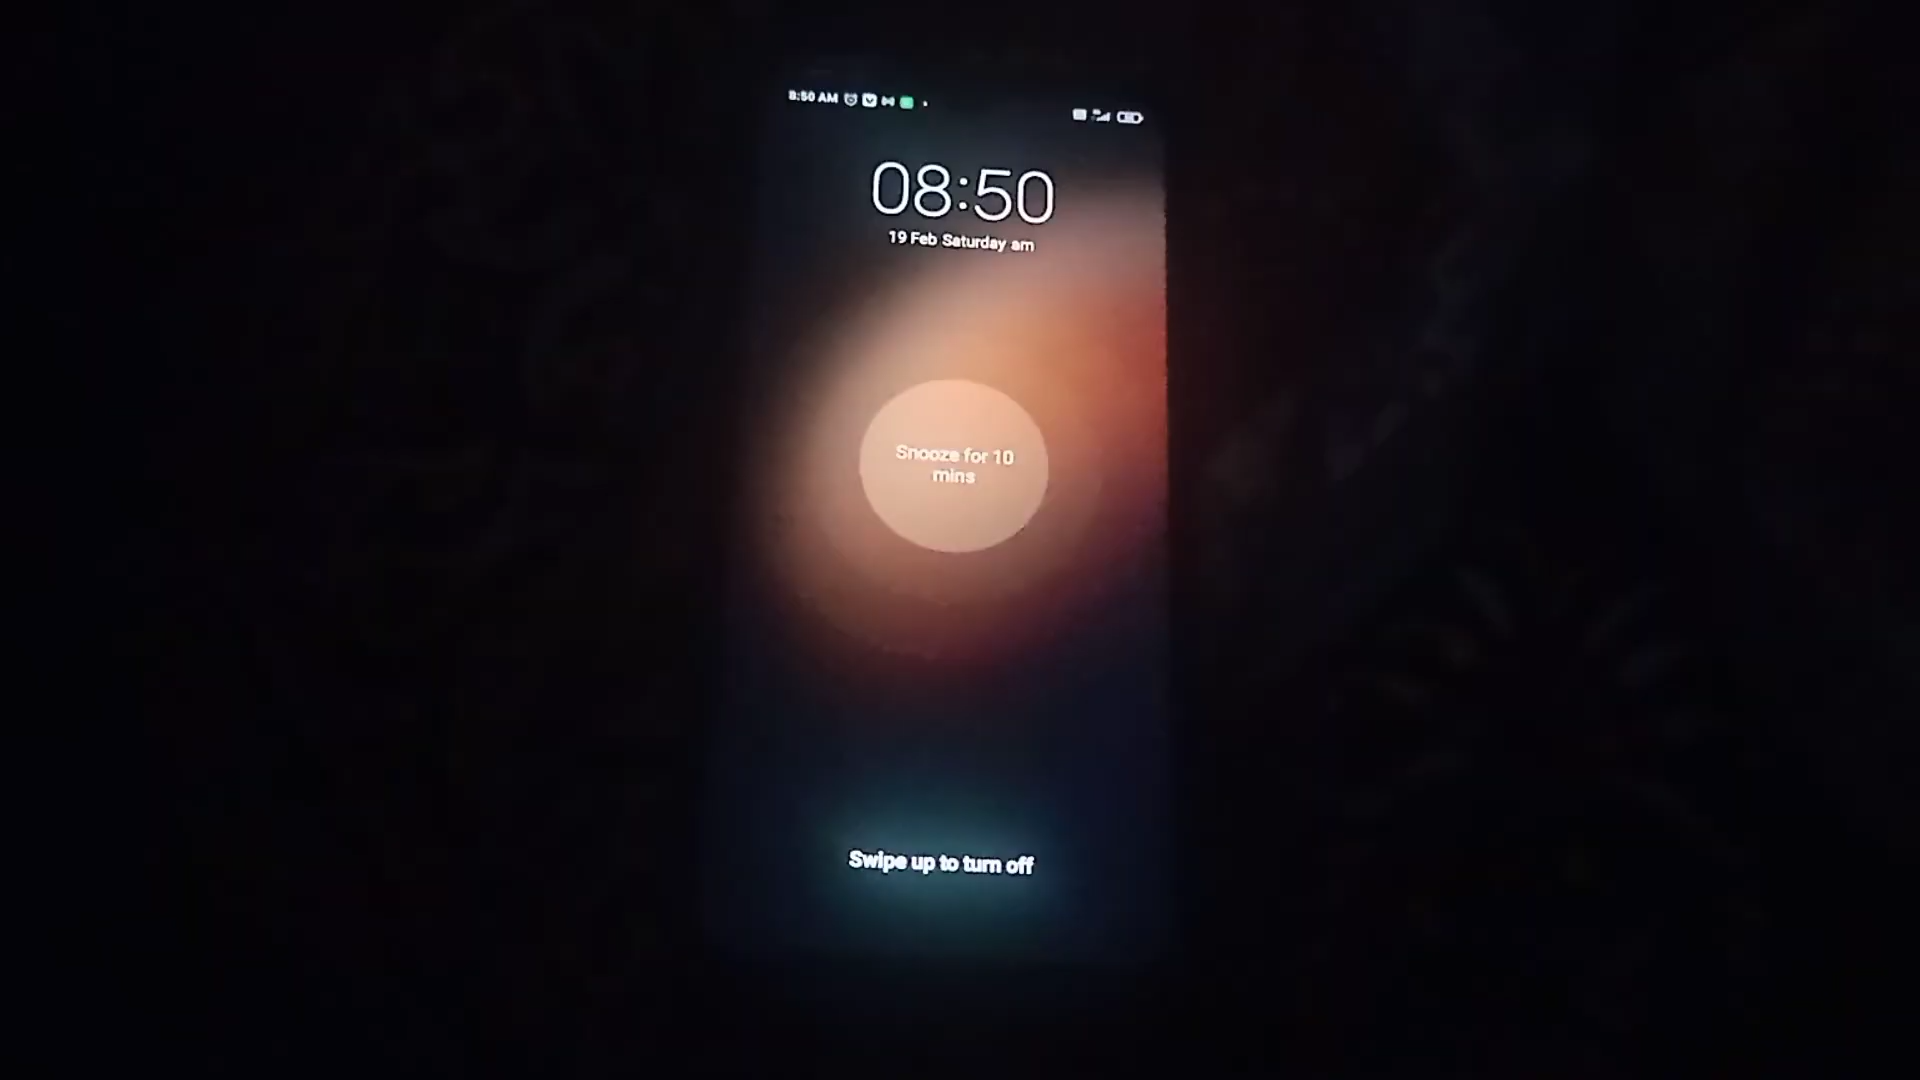 8:50 AM
08:50
19 Feb Saturday am
Snooze for 10
mins
Swipe up to turn off